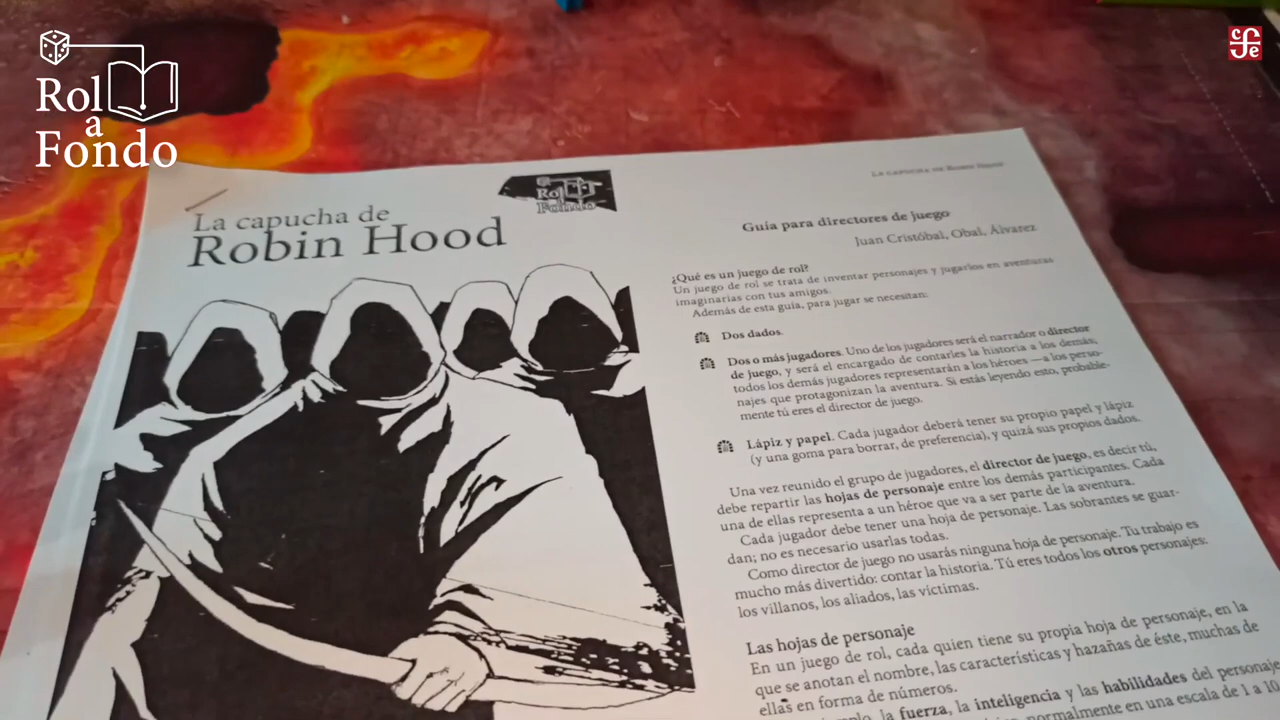 Rol
a
Fondo
cfe
La capucha de
Robin Hood
Rol
Fondo
LA CAPUCHA DE ROBIN HOOD
Guía para directores de juego
Juan Cristóbal, Obal, Álvarez
¿Qué es un juego de rol?
Un juego de rol se trata de inventar personajes y jugarlos en aventuras
imaginarias con tus amigos.
Además de esta guía, para jugar se necesitan:
Dos dados.
Dos o más jugadores. Uno de los jugadores será el narrador o director
de juego, y será el encargado de contarles la historia a los demás;
todos los demás jugadores representarán a los héroes —a los perso-
najes que protagonizan la aventura. Si estás leyendo esto, probable-
mente tú eres el director de juego.
Lápiz y papel. Cada jugador deberá tener su propio papel y lápiz
(y una goma para borrar, de preferencia), y quizá sus propios dados.
Una vez reunido el grupo de jugadores, el director de juego, es decir tú,
debe repartir las hojas de personaje entre los demás participantes. Cada
una de ellas representa a un héroe que va a ser parte de la aventura.
Cada jugador debe tener una hoja de personaje. Las sobrantes se guar-
dan; no es necesario usarlas todas.
Como director de juego no usarás ninguna hoja de personaje. Tu trabajo es
mucho más divertido: contar la historia. Tú eres todos los otros personajes:
los villanos, los aliados, las víctimas.
Las hojas de personaje
En un juego de rol, cada quien tiene su propia hoja de personaje, en la
que se anotan el nombre, las características y hazañas de éste, muchas de
ellas en forma de números.
la fuerza, la inteligencia y las habilidades del personaje
normalmente en una escala de 1 a 10